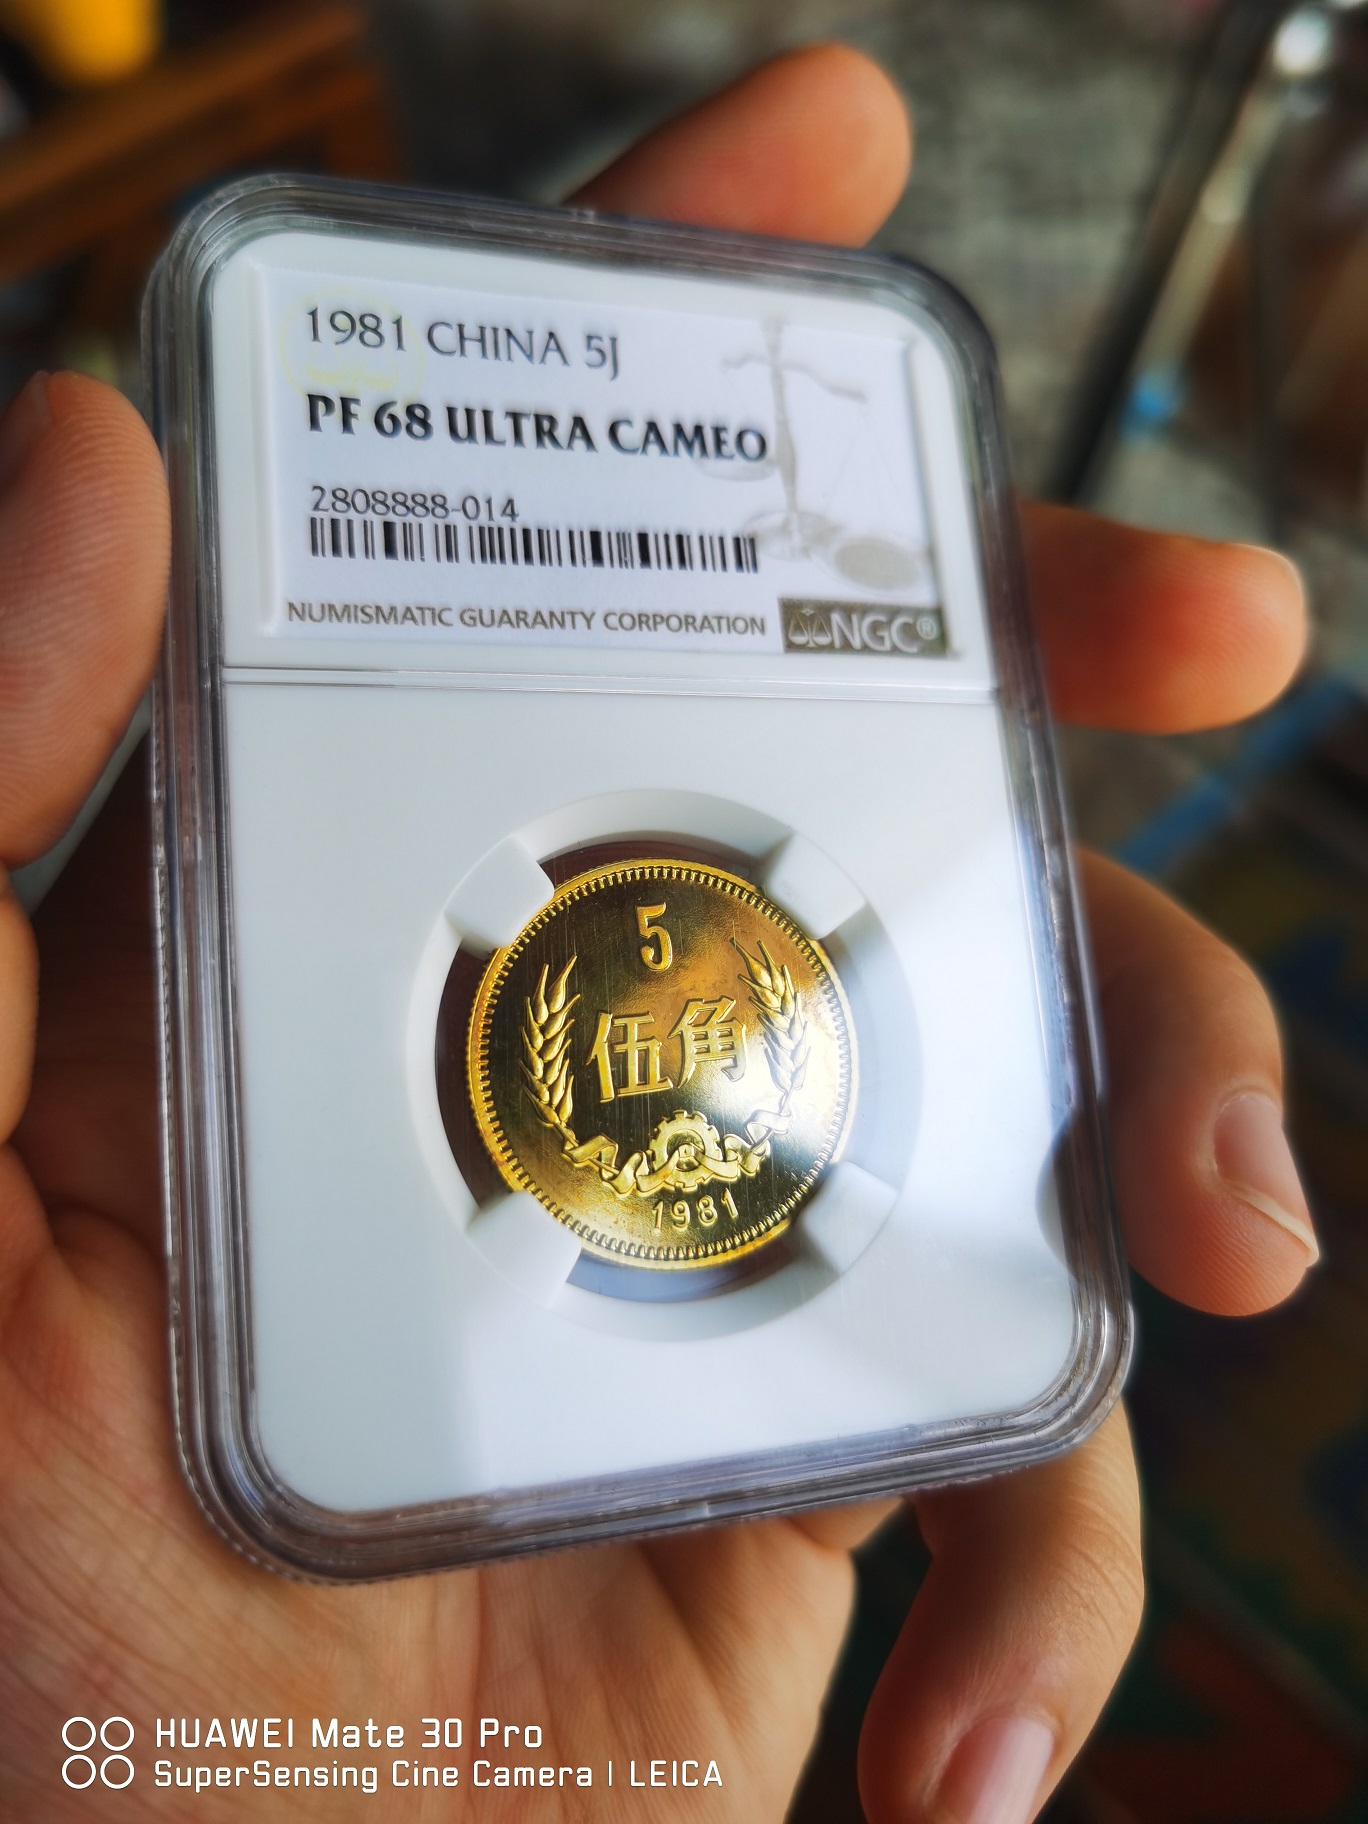 1981 CHINA 5J
PF 68 ULTRA CAMEO
2808888-014
NUMISMATIC GUARANTY CORPORATION NGC®
5
伍角
1981
HUAWEI Mate 30 Pro
SuperSensing Cine Camera | LEICA